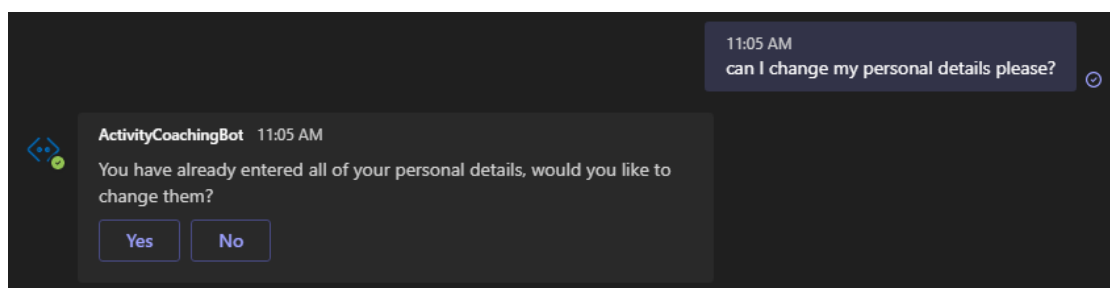 11:05 AM
can I change my personal details please?
ActivityCoachingBot 11:05 AM
You have already entered all of your personal details, would you like to
change them?
Yes No